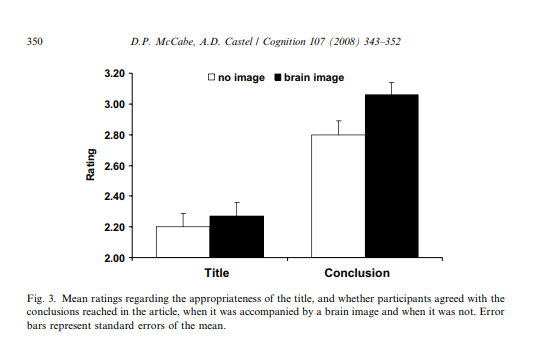 350
D.P. McCabe, A.D. Castel / Cognition 107 (2008) 343–352
no image brain image
3.20
3.00
2.80
2.60
2.40
2.20
2.00
Rating
Title Conclusion
Fig. 3. Mean ratings regarding the appropriateness of the title, and whether participants agreed with the
conclusions reached in the article, when it was accompanied by a brain image and when it was not. Error
bars represent standard errors of the mean.